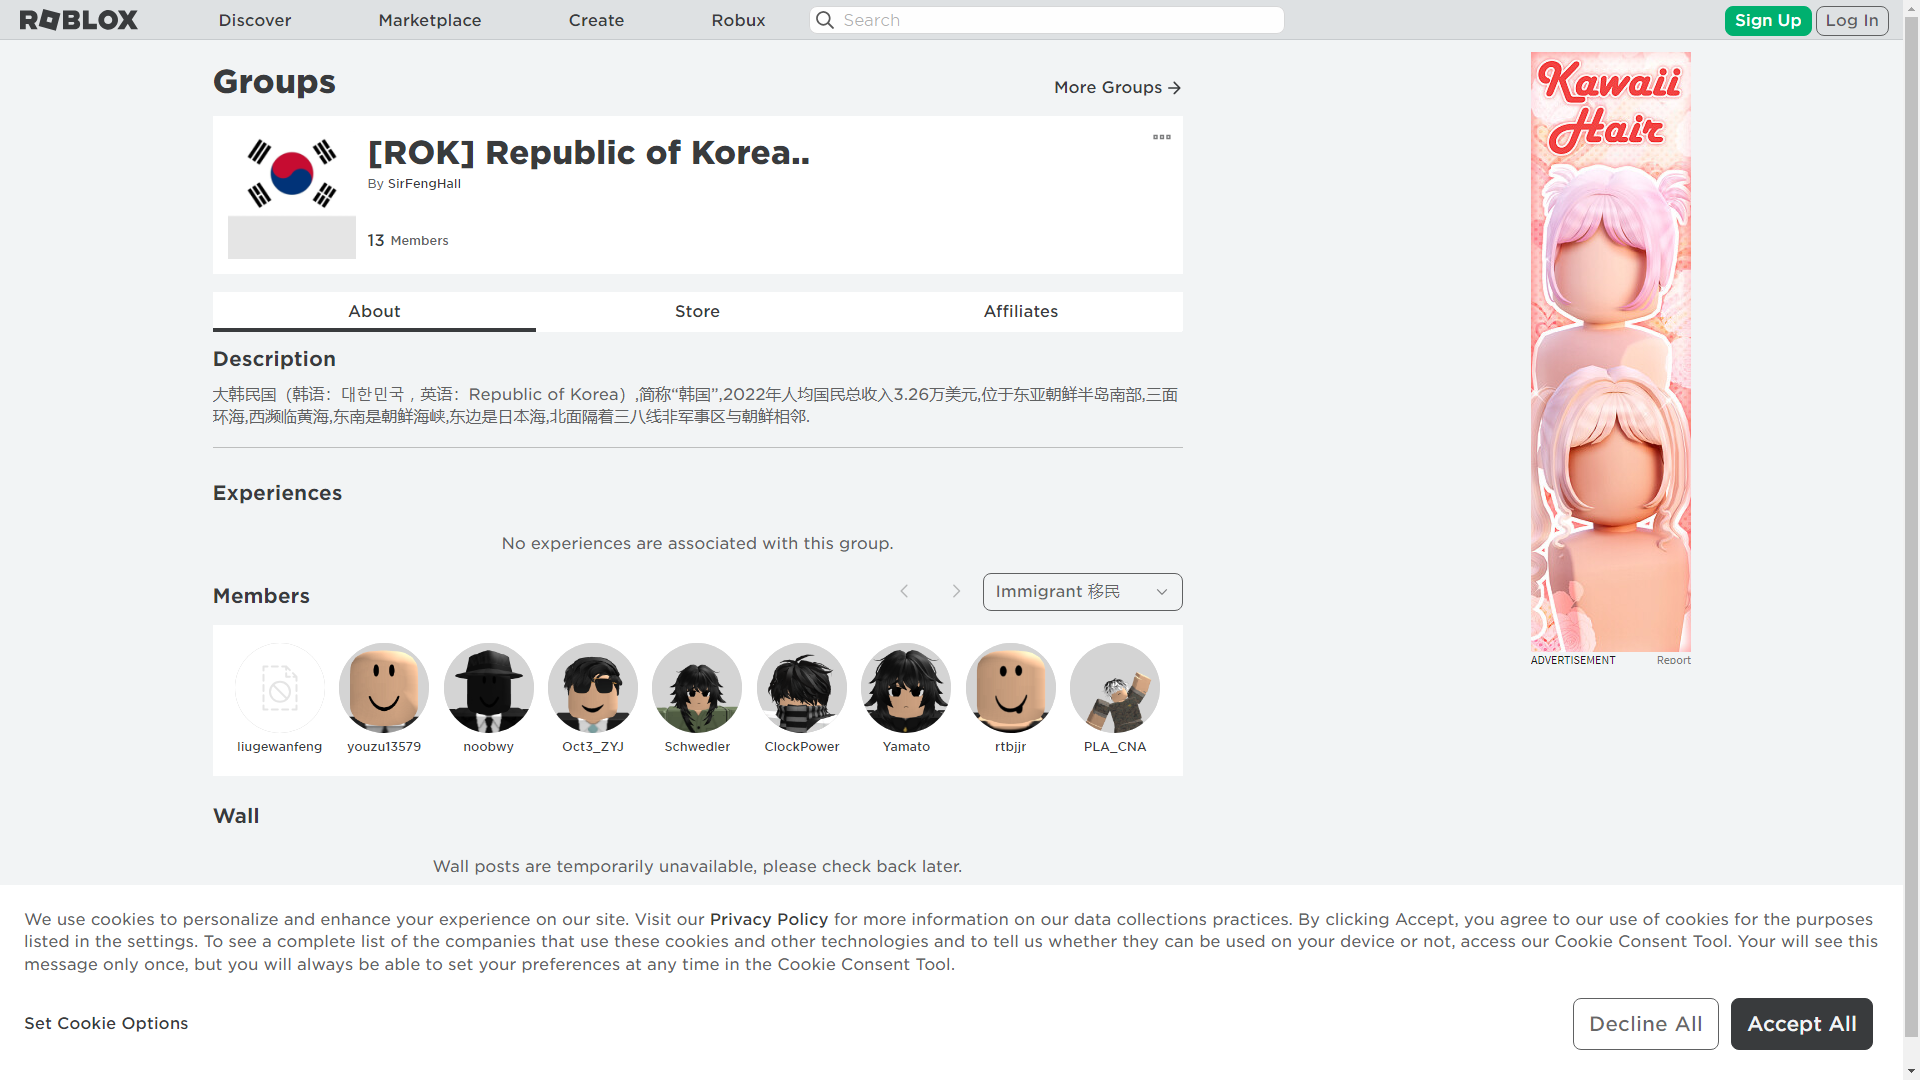 ROBLOX
Discover
Marketplace
Create
Robux
Search
Sign Up
Log In
Groups
More Groups
[ROK] Republic of Korea..
By SirFengHall
13 Members
About
Store
Affiliates
Description
大韩民国（韩语：대한민국，英语：Republic of Korea）,简称“韩国”,2022年人均国民总收入3.26万美元,位于东亚朝鲜半岛南部,三面
环海,西濒临黄海,东南是朝鲜海峡,东边是日本海,北面隔着三八线非军事区与朝鲜相邻.
Experiences
No experiences are associated with this group.
Members
Immigrant 移民
liugewanfeng
youzu13579
noobwy
Oct3_ZYJ
Schwedler
ClockPower
Yamato
rtbjjr
PLA_CNA
Wall
Wall posts are temporarily unavailable, please check back later.
Kawaii
Hair
ADVERTISEMENT
Report
We use cookies to personalize and enhance your experience on our site. Visit our Privacy Policy for more information on our data collections practices. By clicking Accept, you agree to our use of cookies for the purposes
listed in the settings. To see a complete list of the companies that use these cookies and other technologies and to tell us whether they can be used on your device or not, access our Cookie Consent Tool. Your will see this
message only once, but you will always be able to set your preferences at any time in the Cookie Consent Tool.
Set Cookie Options
Decline All
Accept All